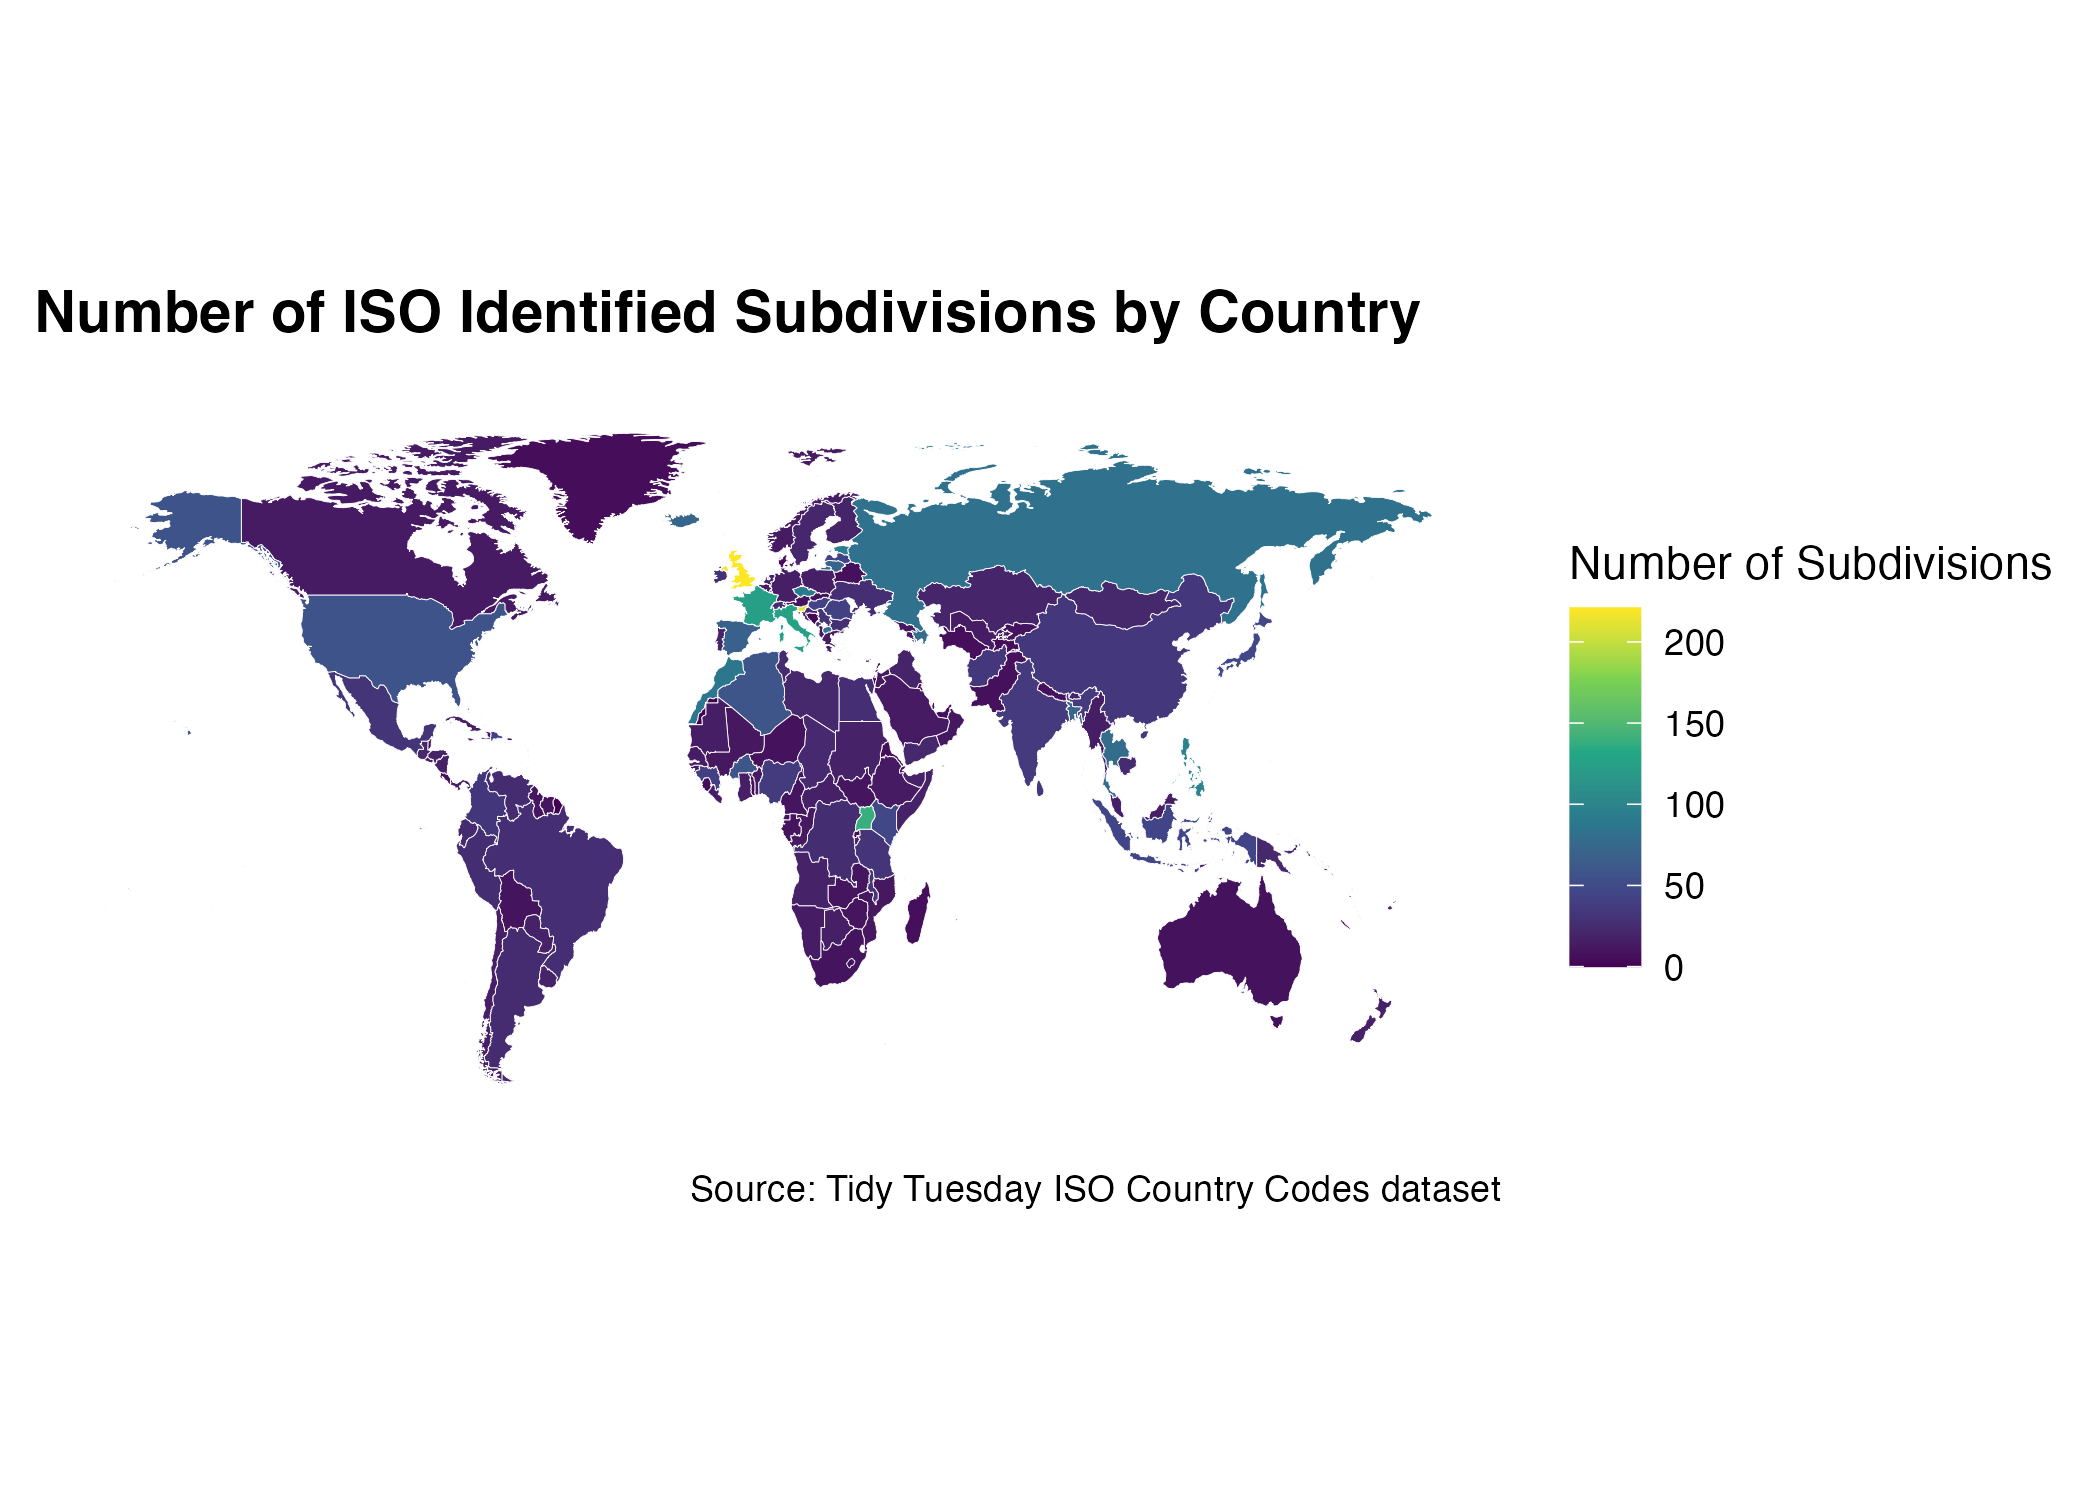 Number of ISO Identified Subdivisions by Country
Number of Subdivisions
200
150
100
50
0
Source: Tidy Tuesday ISO Country Codes dataset